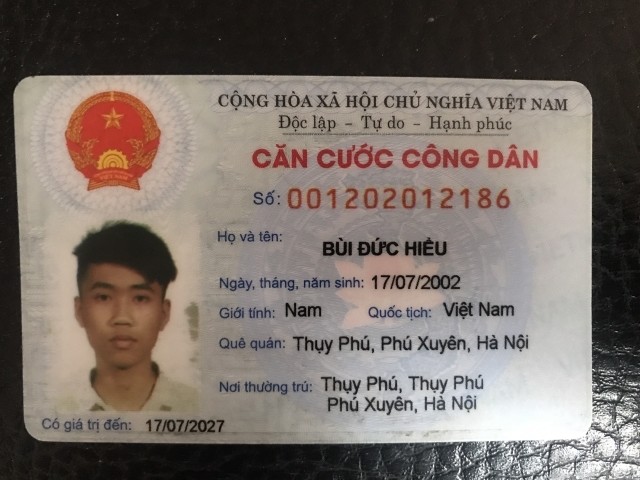 CỘNG HÒA XÃ HỘI CHỦ NGHĨA VIỆT NAM
Độc lập - Tự do - Hạnh phúc
CĂN CƯỚC CÔNG DÂN
Số: 001202012186
Họ và tên:
BÙI ĐỨC HIẾU
Ngày, tháng, năm sinh: 17/07/2002
Giới tính: Nam Quốc tịch: Việt Nam
Quê quán: Thụy Phú, Phú Xuyên, Hà Nội
Nơi thường trú: Thụy Phú, Thụy Phú
Phú Xuyên, Hà Nội
Có giá trị đến: 17/07/2027